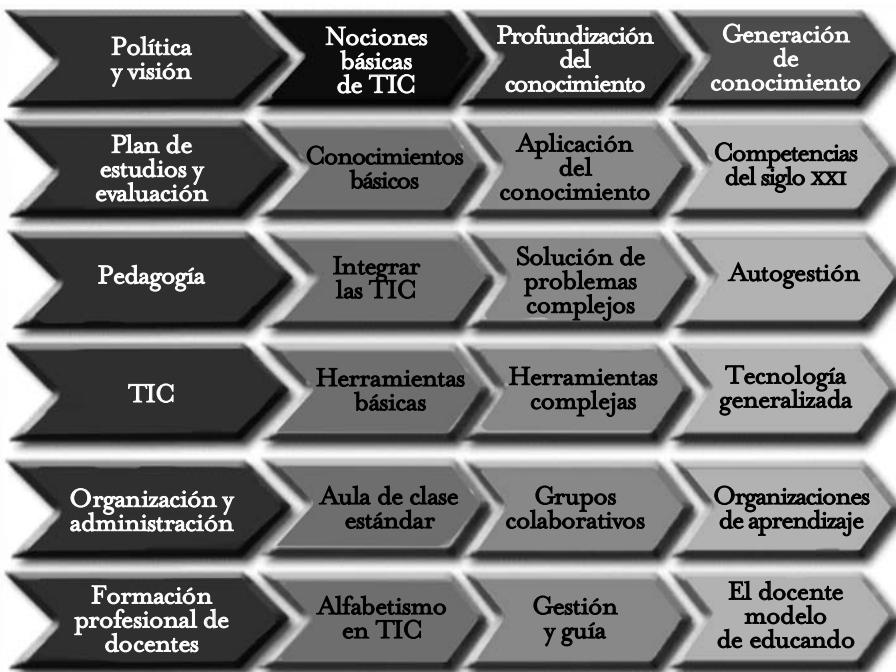 Política
y visión
Nociones
básicas
de TIC
Profundización
del
conocimiento
Generación
de
conocimiento
Plan de
estudios y
evaluación
Conocimientos
básicos
Aplicación
del
conocimiento
Competencias
del siglo XXI
Pedagogía
Integrar
las TIC
Solución de
problemas
complejos
Autogestión
TIC
Herramientas
básicas
Herramientas
complejas
Tecnología
generalizada
Organización y
administración
Aula de clase
estándar
Grupos
colaborativos
Organizaciones
de aprendizaje
Formación
profesional de
docentes
Alfabetismo
en TIC
Gestión
y guía
El docente
modelo
de educando